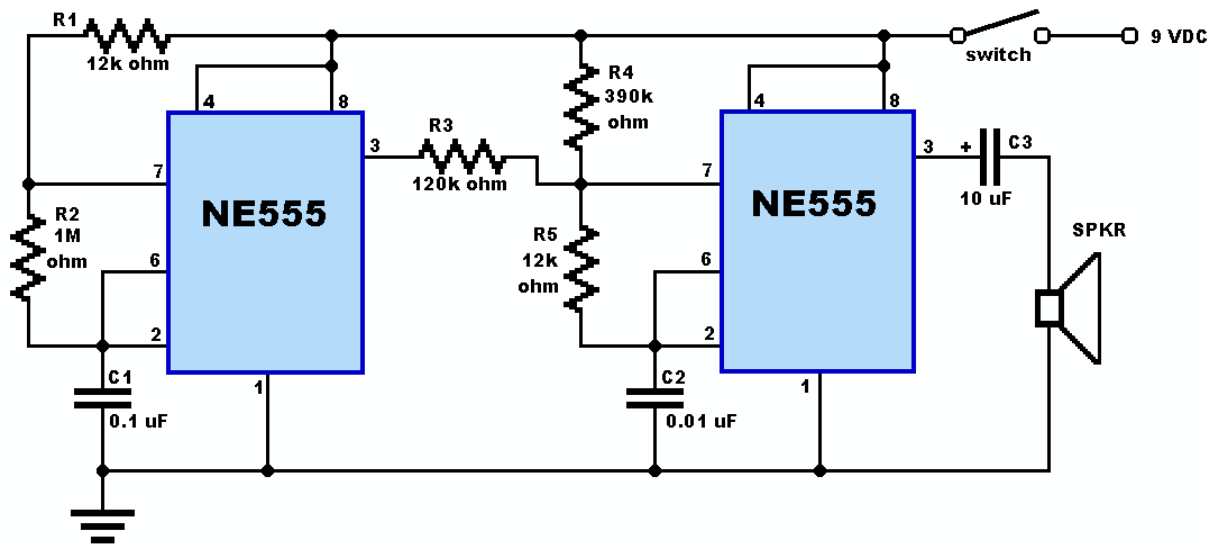 R1
12k ohm
switch
9 VDC
4
8
R4
390k
ohm
4
8
R3
120k ohm
3
7
NE555
7
NE555
3
+
C3
10 uF
R2
1M
ohm
R5
12k
ohm
SPKR
6
2
6
2
C1
0.1 uF
1
C2
0.01 uF
1